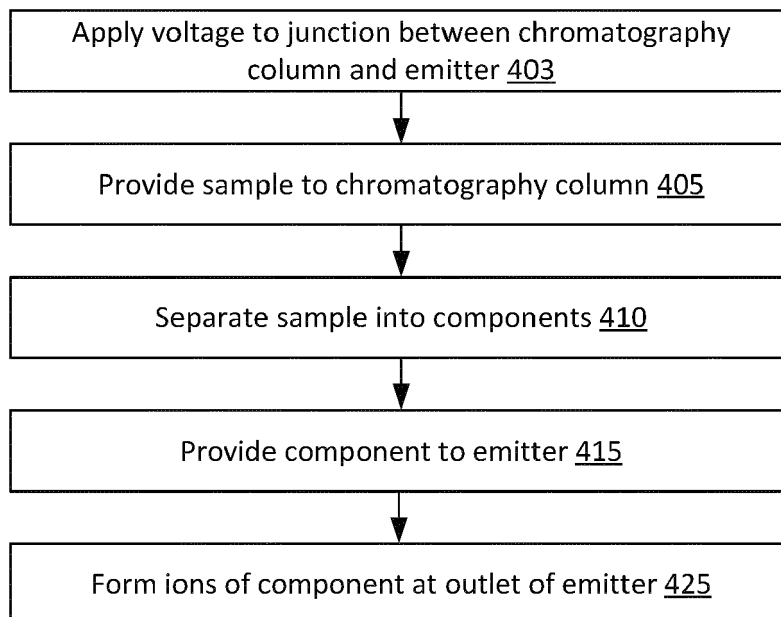 Apply voltage to junction between chromatography
column and emitter 403
Provide sample to chromatography column 405
Separate sample into components 410
Provide component to emitter 415
Form ions of component at outlet of emitter 425